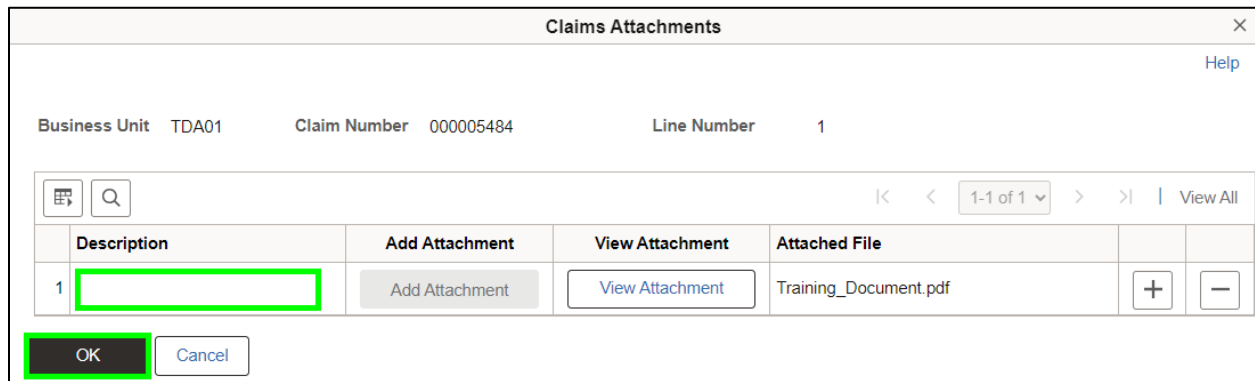 Claims Attachments ×
Help
Business Unit TDA01 Claim Number 000005484 Line Number 1
1-1 of 1 View All
Description Add Attachment View Attachment Attached File
1 Add Attachment View Attachment Training_Document.pdf
OK Cancel